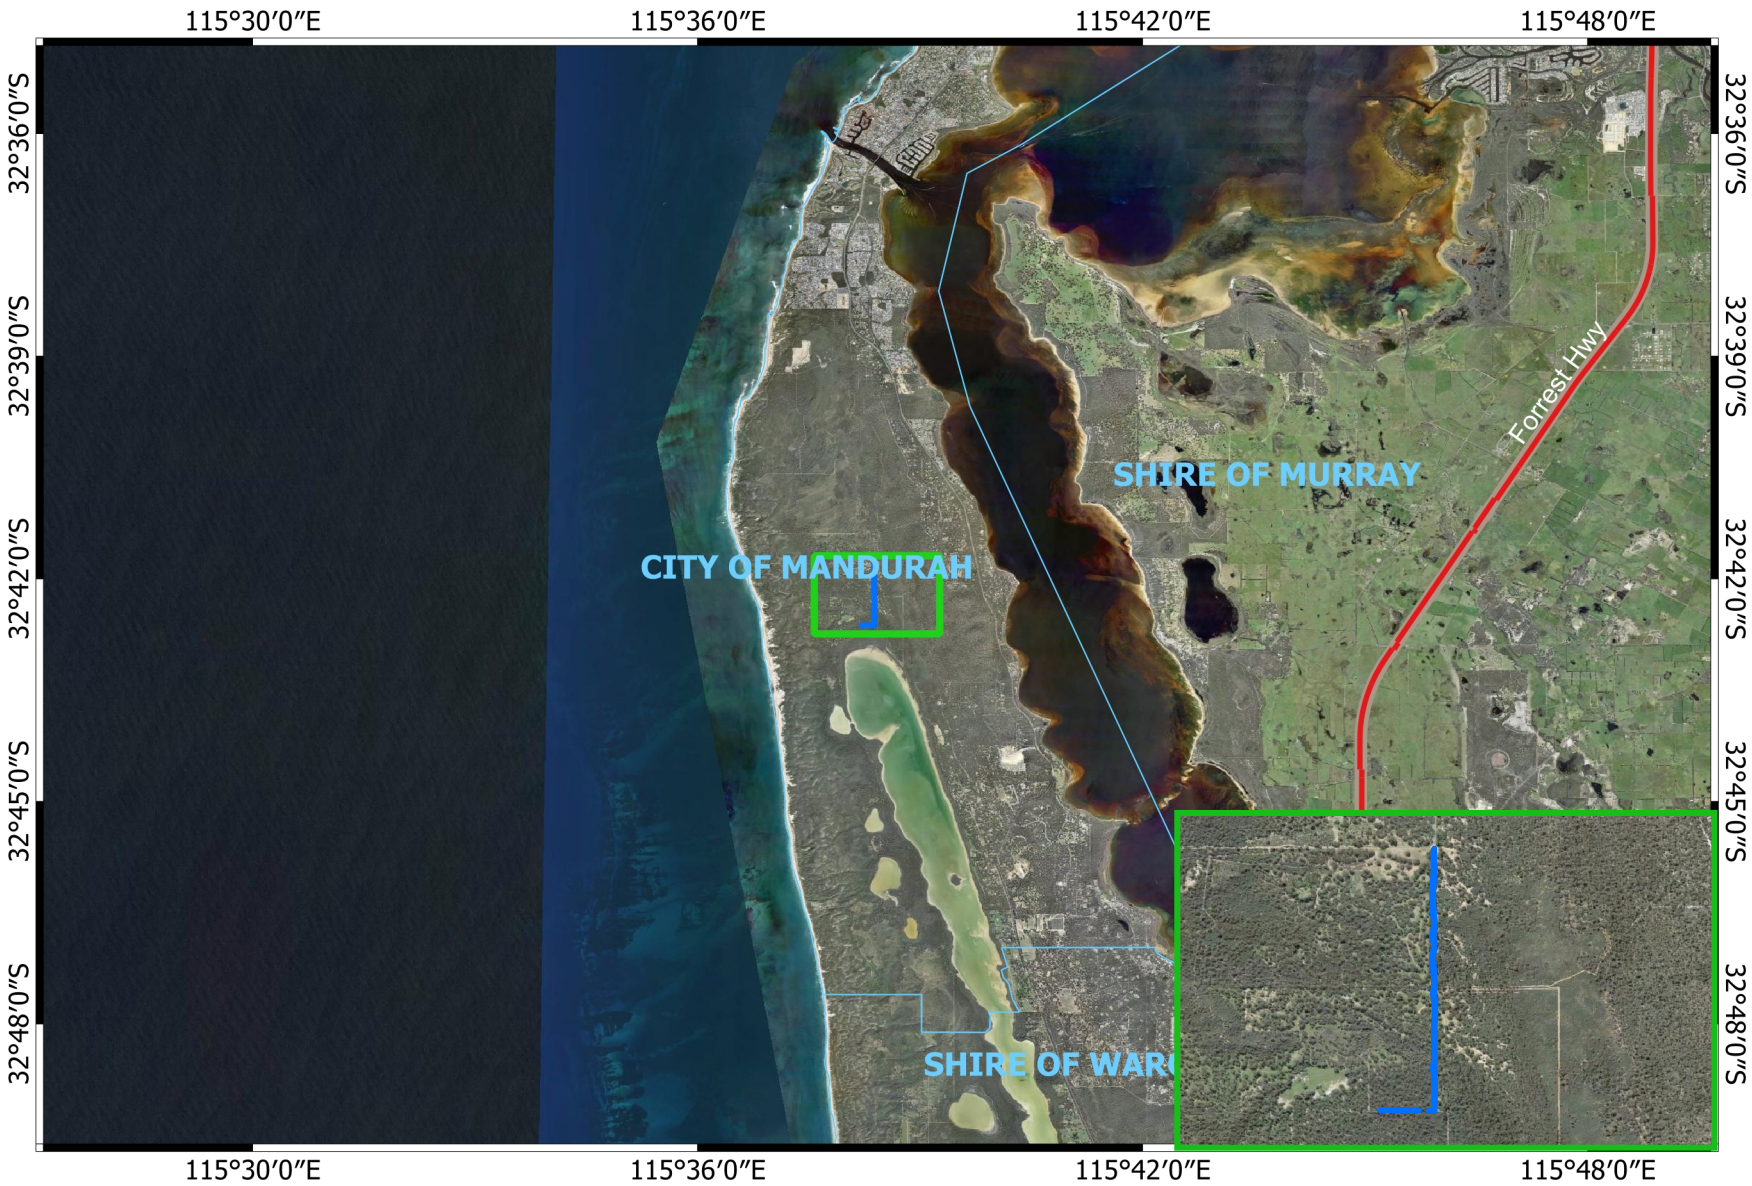 115°30′0″E 115°36′0″E 115°42′0″E 115°48′0″E
32°36′0″S
32°36′0″S
32°39′0″S
32°39′0″S
Forrest Hwy
SHIRE OF MURRAY
32°42′0″S
32°42′0″S
CITY OF MANDURAH
32°45′0″S
32°45′0″S
32°48′0″S
32°48′0″S
SHIRE OF
115°30′0″E 115°36′0″E 115°42′0″E 115°48′0″E